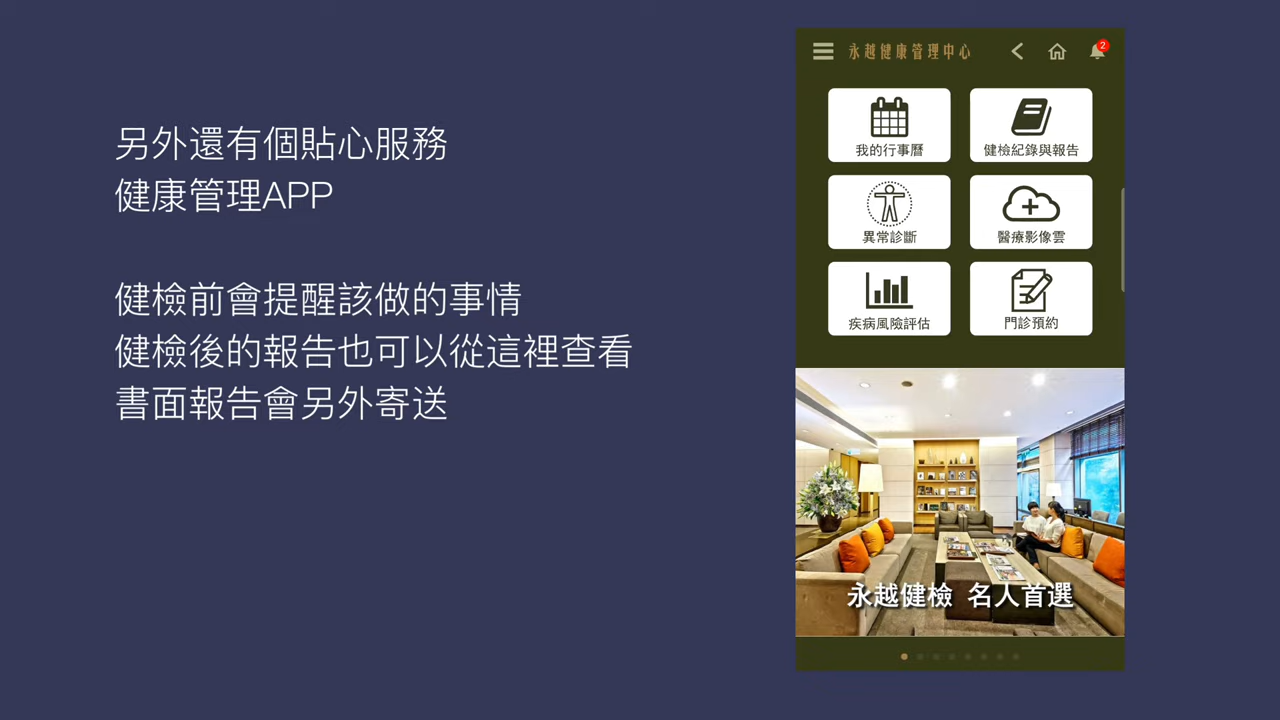 另外還有個貼心服務
健康管理APP
健檢前會提醒該做的事情
健檢後的報告也可以從這裡查看
書面報告會另外寄送
永越健康管理中心
2
我的行事曆
健檢紀錄與報告
異常診斷
醫療影像雲
疾病風險評估
門診預約
永越健檢 名人首選